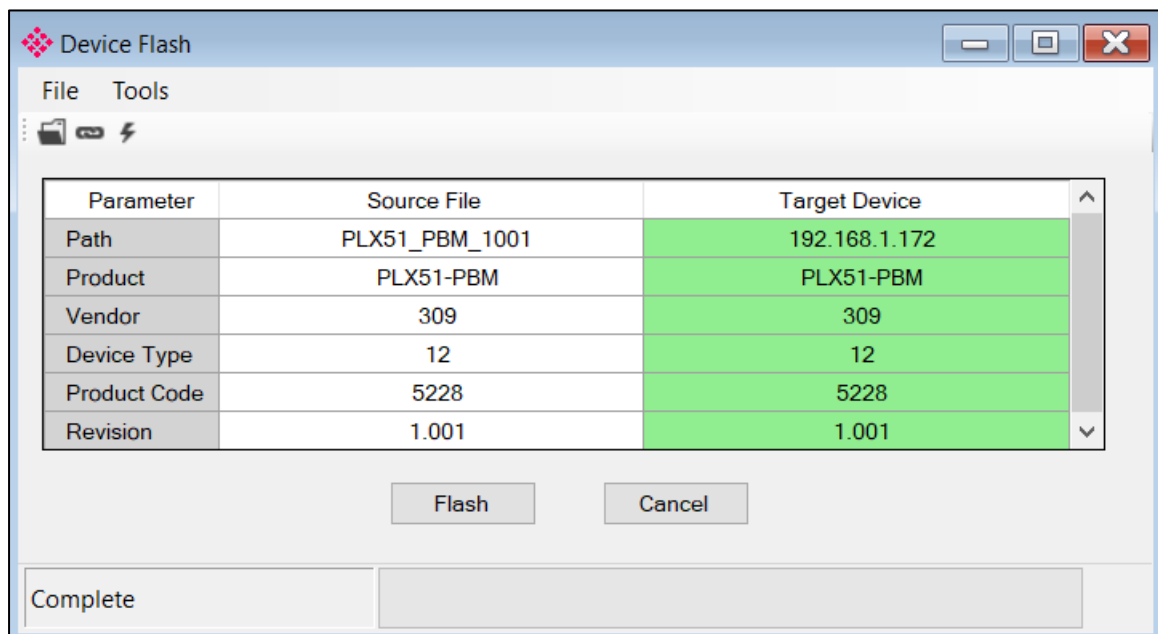 Device Flash
File Tools
Parameter Source File Target Device
Path PLX51_PBM_1001 192.168.1.172
Product PLX51-PBM PLX51-PBM
Vendor 309 309
Device Type 12 12
Product Code 5228 5228
Revision 1.001 1.001
Flash Cancel
Complete